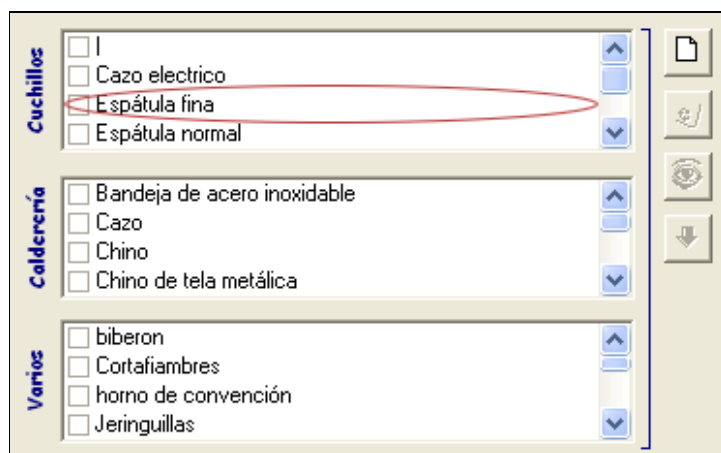 Cuchillos
l
Cazo electrico
Espátula fina
Espátula normal
Calderería
Bandeja de acero inoxidable
Cazo
Chino
Chino de tela metálica
Varios
biberon
Cortafiambres
horno de convención
Jeringuillas